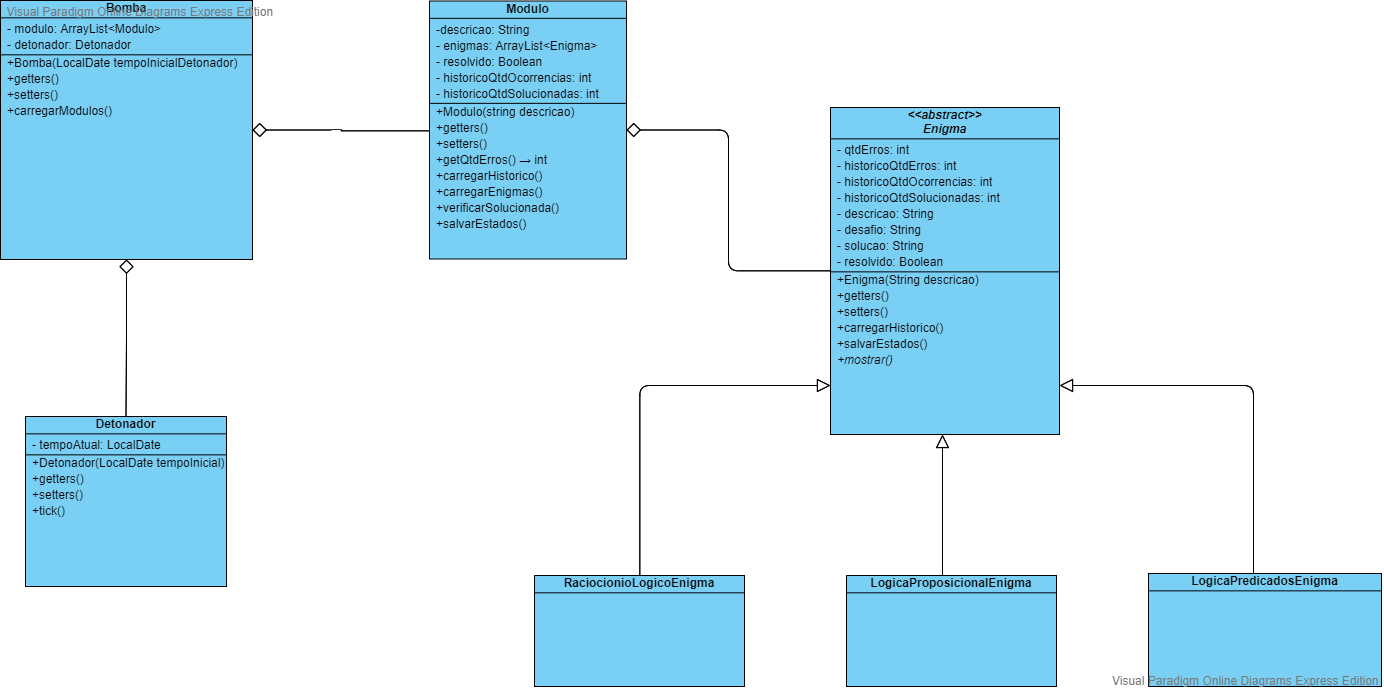 Visual Paradigm Online Diagrams Express Edition
Bomba
- modulo: ArrayList<Modulo>
- detonador: Detonador
+Bomba(LocalDate tempoInicialDetonador)
+getters()
+setters()
+carregarModulos()
Modulo
-descricao: String
- enigmas: ArrayList<Enigma>
- resolvido: Boolean
- historicoQtdOcorrencias: int
- historicoQtdSolucionadas: int
+Modulo(string descricao)
+getters()
+setters()
+getQtdErros() → int
+carregarHistorico()
+carregarEnigmas()
+verificarSolucionada()
+salvarEstados()
<<abstract>>
Enigma
- qtdErros: int
- historicoQtdErros: int
- historicoQtdOcorrencias: int
- historicoQtdSolucionadas: int
- descricao: String
- desafio: String
- solucao: String
- resolvido: Boolean
+Enigma(String descricao)
+getters()
+setters()
+carregarHistorico()
+salvarEstados()
+mostrar()
Detonador
- tempoAtual: LocalDate
+Detonador(LocalDate tempoInicial)
+getters()
+setters()
+tick()
RaciocionioLogicoEnigma
LogicaProposicionalEnigma
LogicaPredicadosEnigma
Visual Paradigm Online Diagrams Express Edition